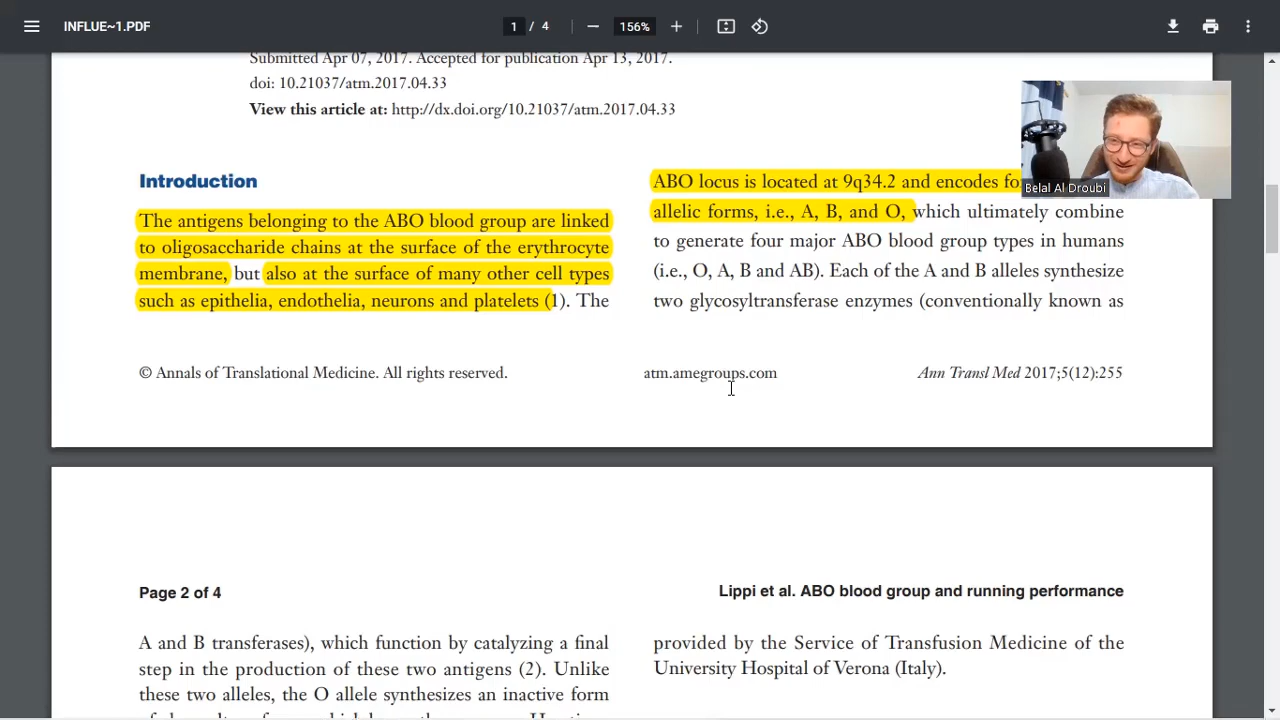 INFLUE~1.PDF
1 / 4
156%
Submitted Apr 07, 2017. Accepted for publication Apr 13, 2017.
doi: 10.21037/atm.2017.04.33
View this article at: http://dx.doi.org/10.21037/atm.2017.04.33
Belal Al Droubi
Introduction
The antigens belonging to the ABO blood group are linked
to oligosaccharide chains at the surface of the erythrocyte
membrane, but also at the surface of many other cell types
such as epithelia, endothelia, neurons and platelets (1). The
ABO locus is located at 9q34.2 and encodes
allelic forms, i.e., A, B, and O, which ultimately combine
to generate four major ABO blood group types in humans
(i.e., O, A, B and AB). Each of the A and B alleles synthesize
two glycosyltransferase enzymes (conventionally known as
© Annals of Translational Medicine. All rights reserved.
atm.amegroups.com
Ann Transl Med 2017;5(12):255
Page 2 of 4
Lippi et al. ABO blood group and running performance
A and B transferases), which function by catalyzing a final
step in the production of these two antigens (2). Unlike
these two alleles, the O allele synthesizes an inactive form
provided by the Service of Transfusion Medicine of the
University Hospital of Verona (Italy).